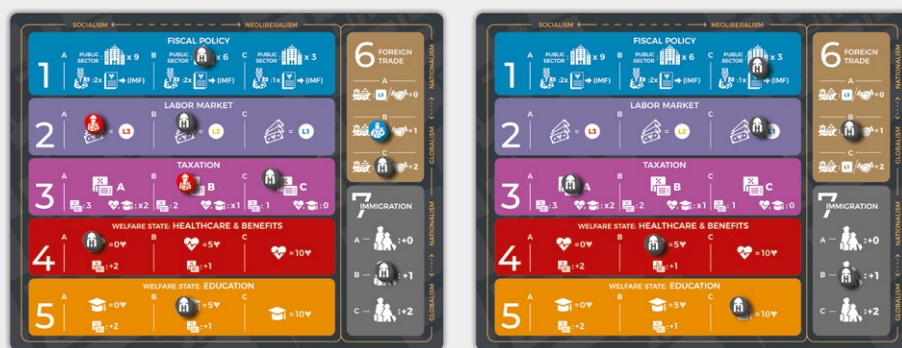 SOCIALISM NEOLIBERALISM
1
FISCAL POLICY
A PUBLIC SECTOR: x 9 B PUBLIC SECTOR: x 6 C PUBLIC SECTOR: x 3
:2x (IMF) :2x (IMF) :1x (IMF)
2
LABOR MARKET
A = L3 B = L2 C = L1
3
TAXATION
A A B B C C
:3 :x2 :2 :x1 :1 :0
4
WELFARE STATE: HEALTHCARE & BENEFITS
A =0 B =5 C =10
:+2 :+1
5
WELFARE STATE: EDUCATION
A =0 B =5 C =10
:+2 :+1
6 FOREIGN
TRADE
A
L3 =0
B
=1
C
=2
7
IMMIGRATION
A :+0
B :+1
C :+2
NATIONALISM
GLOBALISM
NATIONALISM
GLOBALISM
SOCIALISM NEOLIBERALISM
1
FISCAL POLICY
A PUBLIC SECTOR: x 9 B PUBLIC SECTOR: x 6 C PUBLIC SECTOR: x 3
:2x (IMF) :2x (IMF) :1x (IMF)
2
LABOR MARKET
A = L3 B = L2 C L1
3
TAXATION
A A B B C C
:3 :x2 :2 :x1 :1 :0
4
WELFARE STATE: HEALTHCARE & BENEFITS
A =0 B =5 C =10
:+2 :+1
5
WELFARE STATE: EDUCATION
A =0 B =5 C =10
:+2 :+1
6 FOREIGN
TRADE
A
L3 =0
B
=1
C
=2
7
IMMIGRATION
A :+0
B :+1
C :+2
NATIONALISM
GLOBALISM
NATIONALISM
GLOBALISM